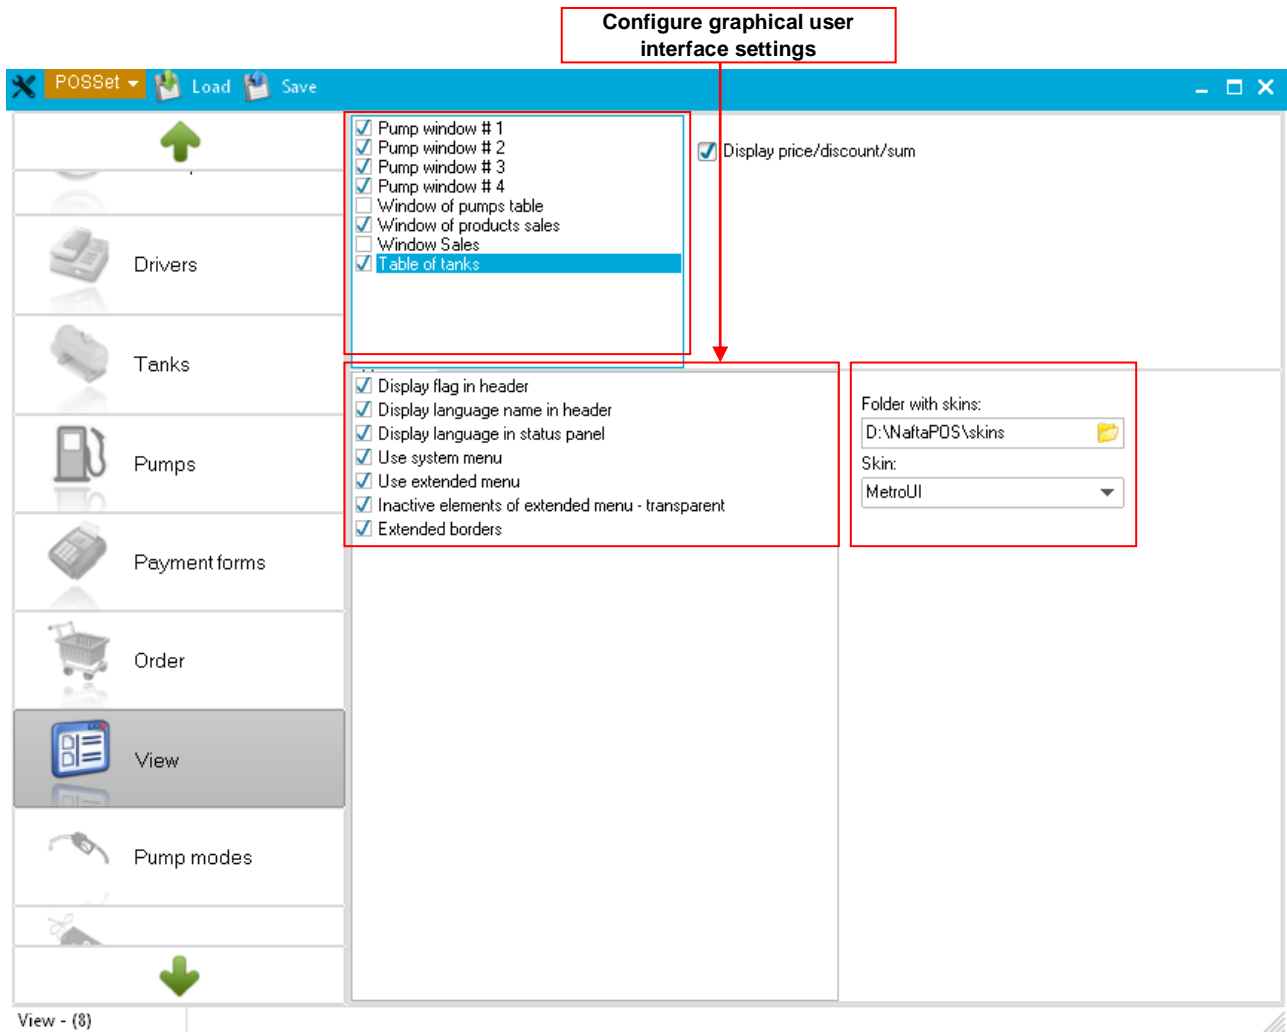 Configure graphical user
interface settings
POSSet Load Save
Pump window # 1
Pump window # 2
Pump window # 3
Pump window # 4
Window of pumps table
Window of products sales
Window Sales
Table of tanks
Display price/discount/sum
Drivers
Tanks
Pumps
Payment forms
Order
View
Pump modes
Display flag in header
Display language name in header
Display language in status panel
Use system menu
Use extended menu
Inactive elements of extended menu - transparent
Extended borders
Folder with skins:
D:\NaftaPOS\skins
Skin:
MetroUI
View - (8)